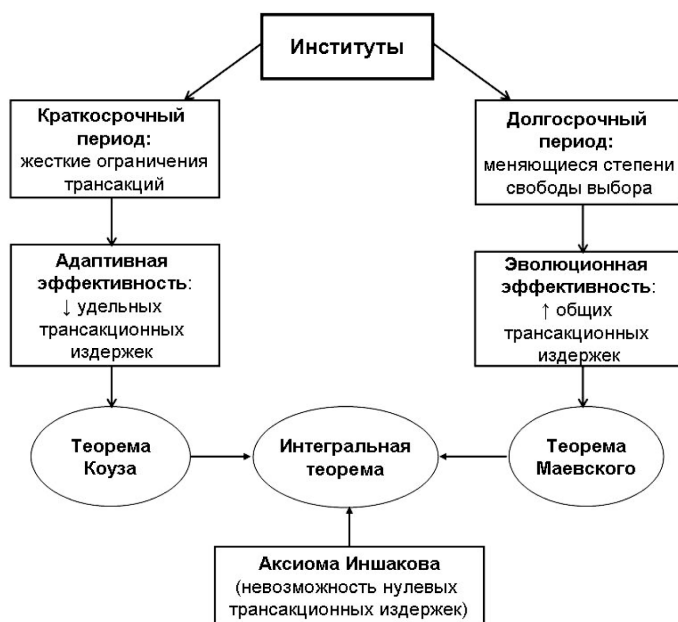 Институты
Краткосрочный
период:
жесткие ограничения
трансакций
Долгосрочный
период:
меняющиеся степени
свободы выбора
Адаптивная
эффективность:
↓ удельных
трансакционных
издержек
Эволюционная
эффективность:
↑ общих
трансакционных
издержек
Теорема
Коуза
Интегральная
теорема
Теорема
Маевского
Аксиома Иншакова
(невозможность нулевых
трансакционных издержек)